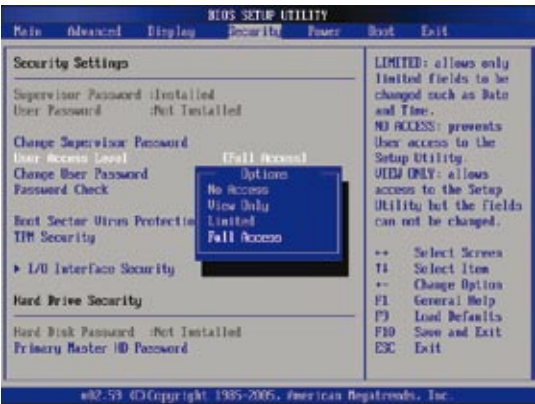 BIOS SETUP UTILITY
Main Advanced Display Security Power Boot Exit
Security Settings
Supervisor Password :Installed
User Password :Not Installed
Change Supervisor Password
User Access Level [Full Access]
Change User Password
Password Check
Boot Sector Virus Protectio
TPM Security
I/O Interface Security
Hard Drive Security
Hard Disk Password :Not Installed
Primary Master HD Password
Options
No Access
View Only
Limited
Full Access
LIMITED: allows only
limited fields to be
changed such as Date
and Time.
NO ACCESS: prevents
User access to the
Setup Utility.
VIEW ONLY: allows
access to the Setup
Utility but the fields
can not be changed.
↔ Select Screen
↑↓ Select Item
+- Change Option
F1 General Help
F9 Load Defaults
F10 Save and Exit
ESC Exit
v02.59 (C)Copyright 1985-2005, American Megatrends, Inc.